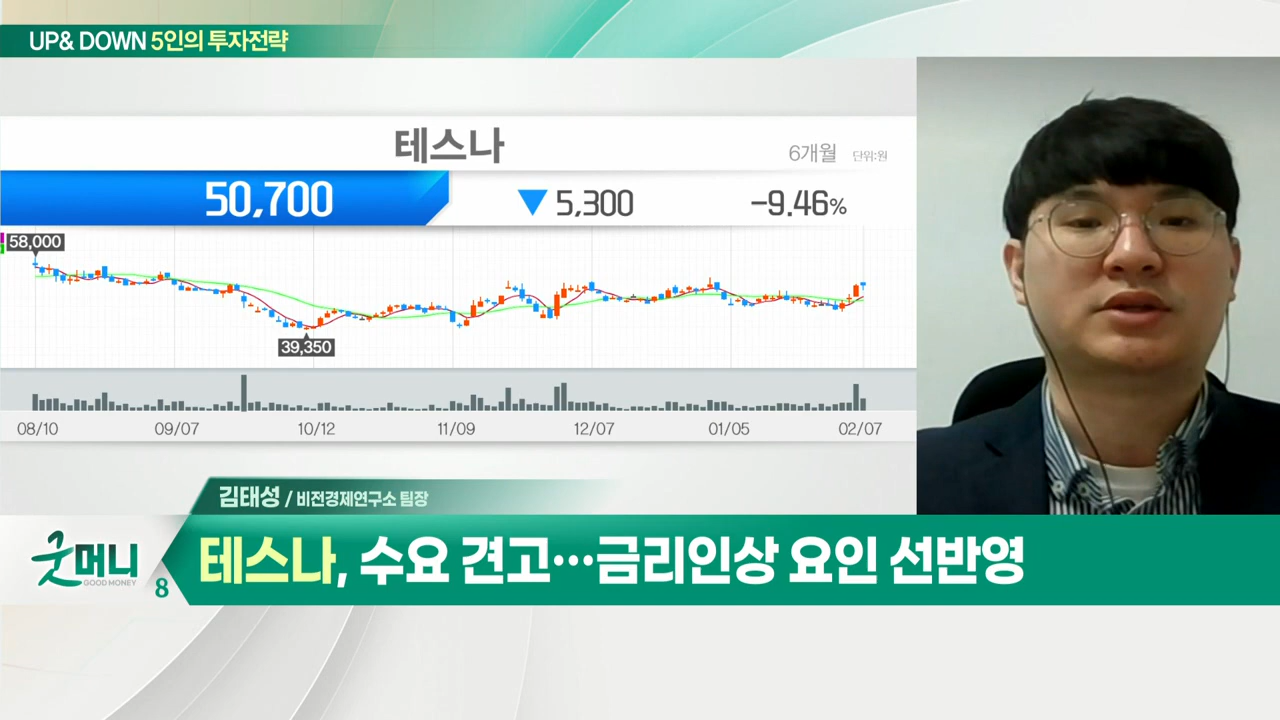 UP& DOWN 5인의 투자전략
테스나
6개월 단위:원
50,700 ▼ 5,300 -9.46%
58,000
39,350
08/10 09/07 10/12 11/09 12/07 01/05 02/07
김태성 / 비전경제연구소 팀장
굿머니
GOOD MONEY
8
테스나, 수요 견고…금리인상 요인 선반영